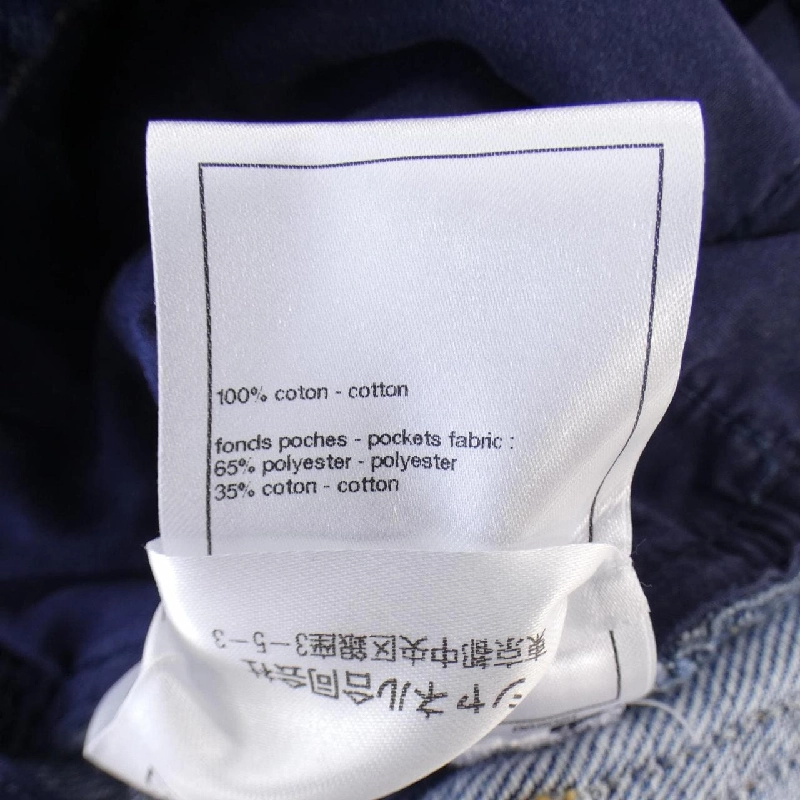 100% coton - cotton
fonds poches - pockets fabric :
65% polyester - polyester
35% coton - cotton
シャネル合同会社
東京都中央区銀座3-5-3